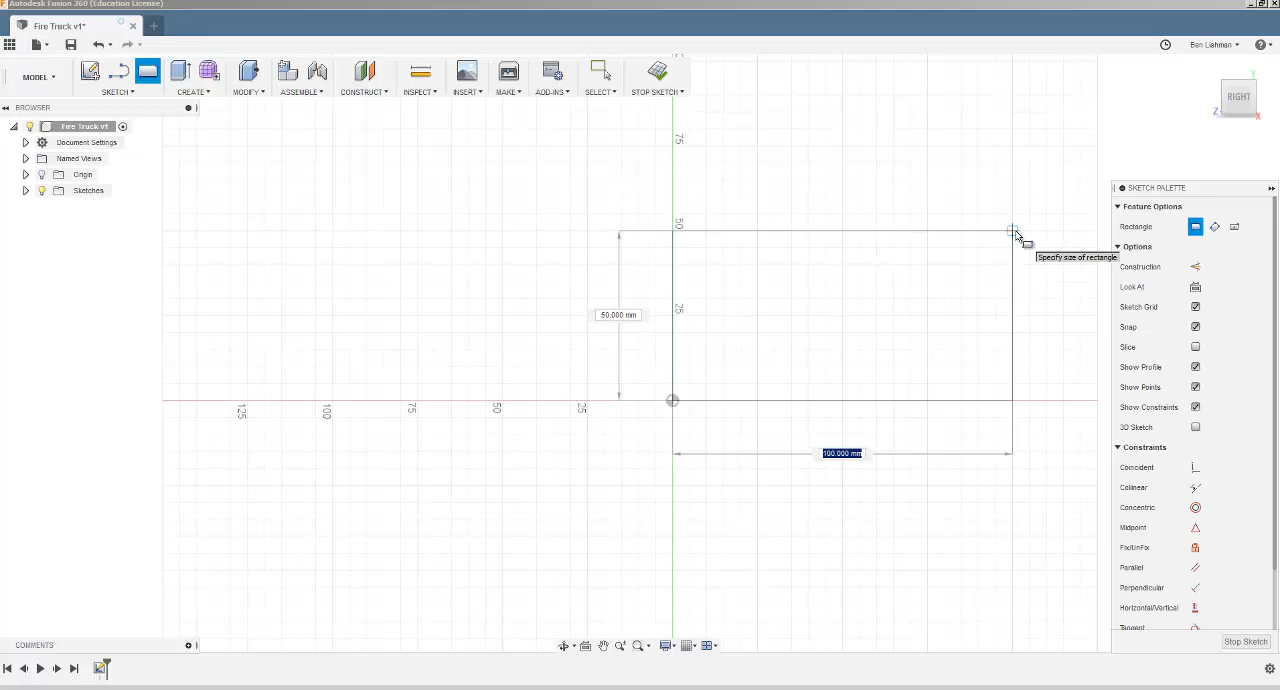 Autodesk Fusion 360 (Education License)
Fire Truck v1*
Ben Lishman
MODEL
SKETCH
CREATE
MODIFY
ASSEMBLE
CONSTRUCT
INSPECT
INSERT
MAKE
ADD-INS
SELECT
STOP SKETCH
BROWSER
Fire Truck v1
Document Settings
Named Views
Origin
Sketches
RIGHT
Y
Z
X
75
50
25
125
100
75
50
25
50.000 mm
100.000 mm
Specify size of rectangle
SKETCH PALETTE
Feature Options
Rectangle
Options
Construction
Look At
Sketch Grid
Snap
Slice
Show Profile
Show Points
Show Constraints
3D Sketch
Constraints
Coincident
Collinear
Concentric
Midpoint
Fix/UnFix
Parallel
Perpendicular
Horizontal/Vertical
Tangent
Stop Sketch
COMMENTS